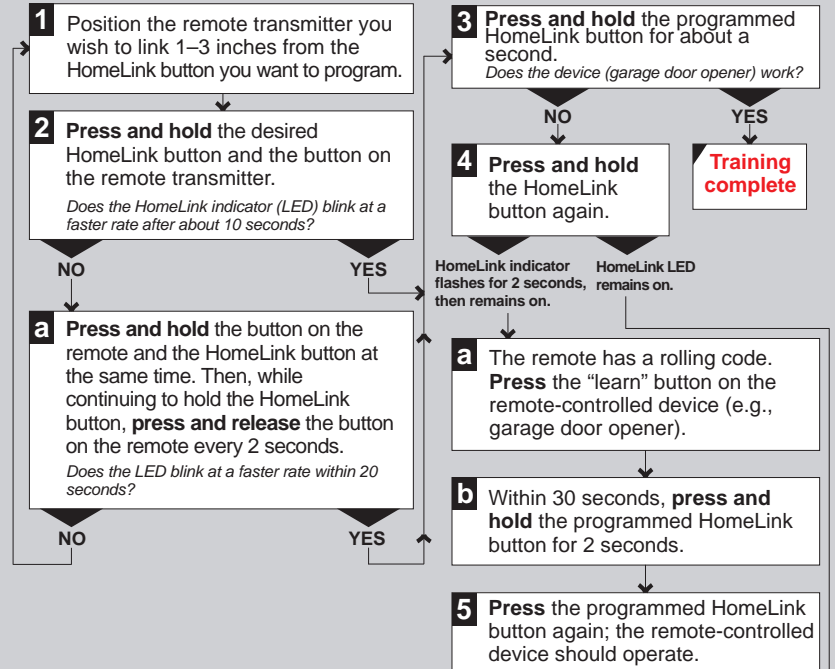 1
Position the remote transmitter you
wish to link 1–3 inches from the
HomeLink button you want to program.
2
Press and hold the desired
HomeLink button and the button on
the remote transmitter.
Does the HomeLink indicator (LED) blink at a
faster rate after about 10 seconds?
NO
YES
a
Press and hold the button on the
remote and the HomeLink button at
the same time. Then, while
continuing to hold the HomeLink
button, press and release the button
on the remote every 2 seconds.
Does the LED blink at a faster rate within 20
seconds?
NO
YES
3
Press and hold the programmed
HomeLink button for about a
second.
Does the device (garage door opener) work?
NO
YES
4
Press and hold
the HomeLink
button again.
Training
complete
HomeLink indicator
flashes for 2 seconds,
then remains on.
HomeLink LED
remains on.
a
The remote has a rolling code.
Press the “learn” button on the
remote-controlled device (e.g.,
garage door opener).
b
Within 30 seconds, press and
hold the programmed HomeLink
button for 2 seconds.
5
Press the programmed HomeLink
button again; the remote-controlled
device should operate.